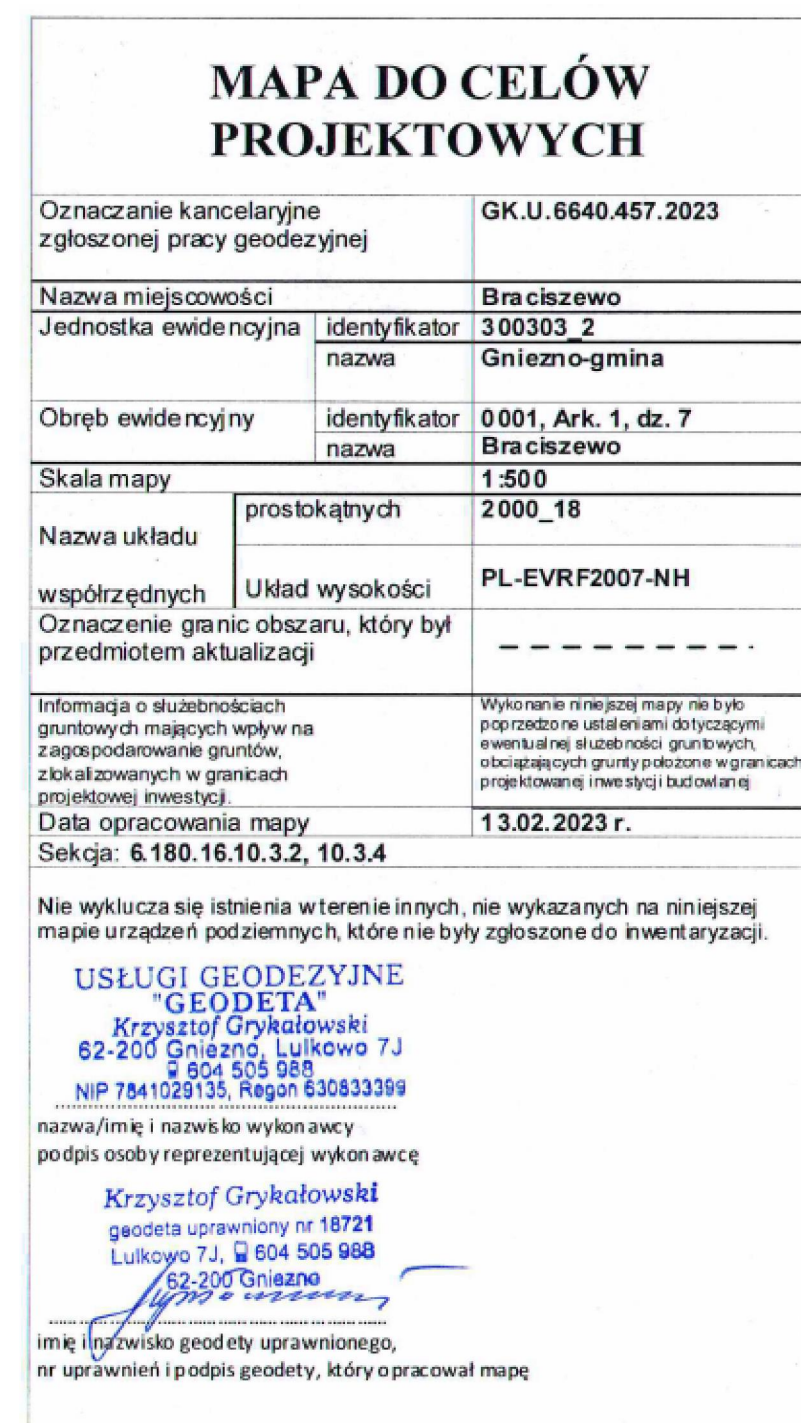 MAPA DO CELÓW
PROJEKTOWYCH
Oznaczanie kancelaryjne
zgłoszonej pracy geodezyjnej
GK.U.6640.457.2023
Nazwa miejscowości
Braciszewo
Jednostka ewidencyjna
identyfikator
300303_2
nazwa
Gniezno-gmina
Obręb ewidencyjny
identyfikator
0001, Ark. 1, dz. 7
nazwa
Braciszewo
Skala mapy
1:500
Nazwa układu
współrzędnych
prostokątnych
2000_18
Układ wysokości
PL-EVRF2007-NH
Oznaczenie granic obszaru, który był
przedmiotem aktualizacji
Informacja o służebnościach
gruntowych mających wpływ na
zagospodarowanie gruntów,
zlokalizowanych w granicach
projektowej inwestycji.
Wykonanie niniejszej mapy nie było
poprzedzone ustaleniami dotyczącymi
ewentualnej służebności gruntowych,
obciążających grunty położone w granicach
projektowanej inwestycji budowlanej
Data opracowania mapy
13.02.2023 r.
Sekcja: 6.180.16.10.3.2, 10.3.4
Nie wyklucza się istnienia w terenie innych, nie wykazanych na niniejszej
mapie urządzeń podziemnych, które nie były zgłoszone do inwentaryzacji.
USŁUGI GEODEZYJNE
"GEODETA"
Krzysztof Grykałowski
62-200 Gniezno, Lulkowo 7J
604 505 988
NIP 7841029135, Regon 630833399
nazwa/imię i nazwisko wykonawcy
podpis osoby reprezentującej wykonawcę
Krzysztof Grykałowski
geodeta uprawniony nr 18721
Lulkowo 7J, 604 505 988
62-200 Gniezno
imię i nazwisko geodety uprawnionego,
nr uprawnień i podpis geodety, który opracował mapę